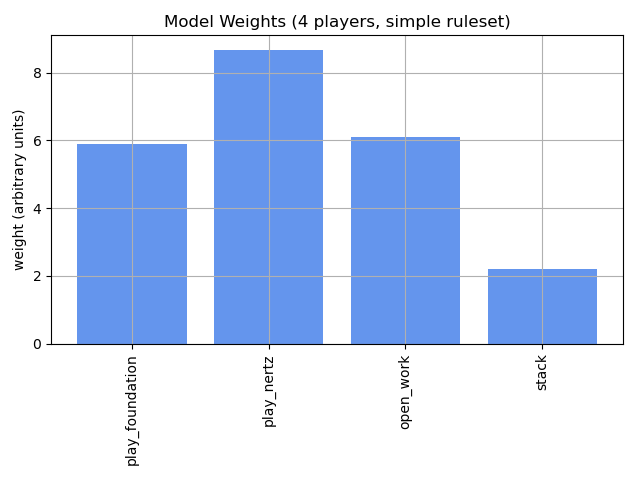 Model Weights (4 players, simple ruleset)
weight (arbitrary units)
8
6
4
2
0
play_foundation
play_nertz
open_work
stack